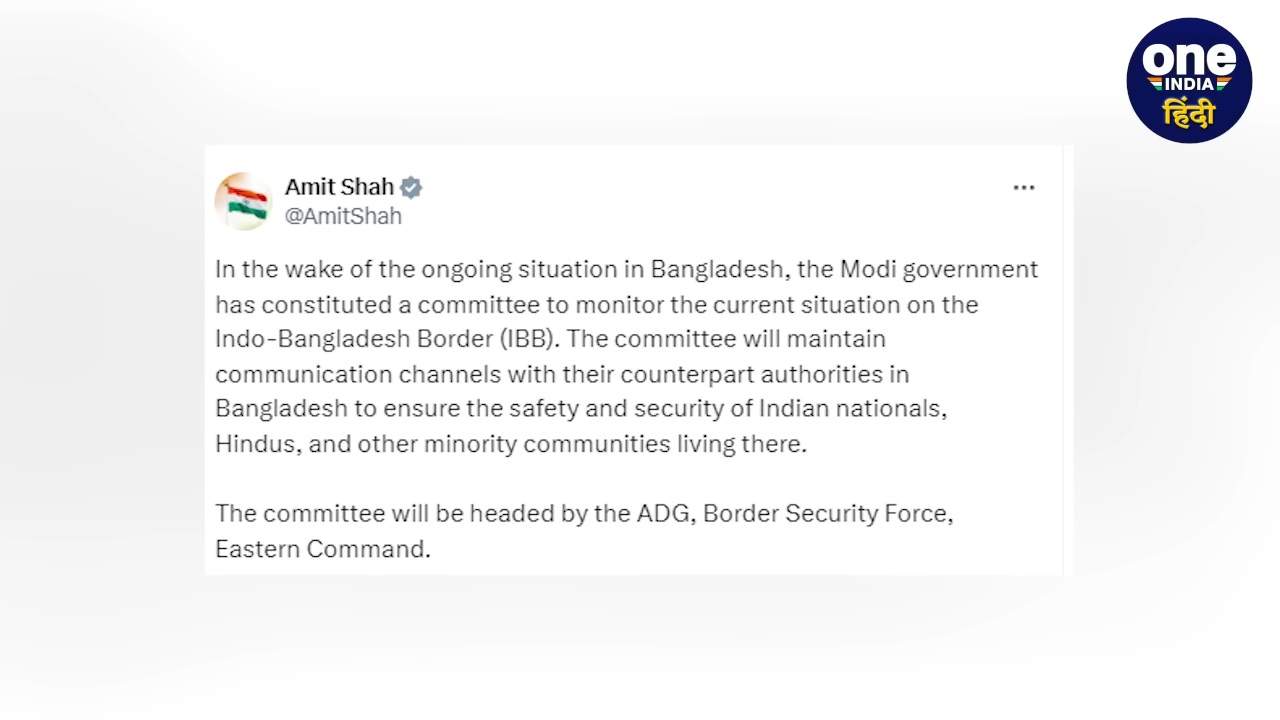 one
INDIA
हिंदी
Amit Shah
@AmitShah
In the wake of the ongoing situation in Bangladesh, the Modi government
has constituted a committee to monitor the current situation on the
Indo-Bangladesh Border (IBB). The committee will maintain
communication channels with their counterpart authorities in
Bangladesh to ensure the safety and security of Indian nationals,
Hindus, and other minority communities living there.
The committee will be headed by the ADG, Border Security Force,
Eastern Command.